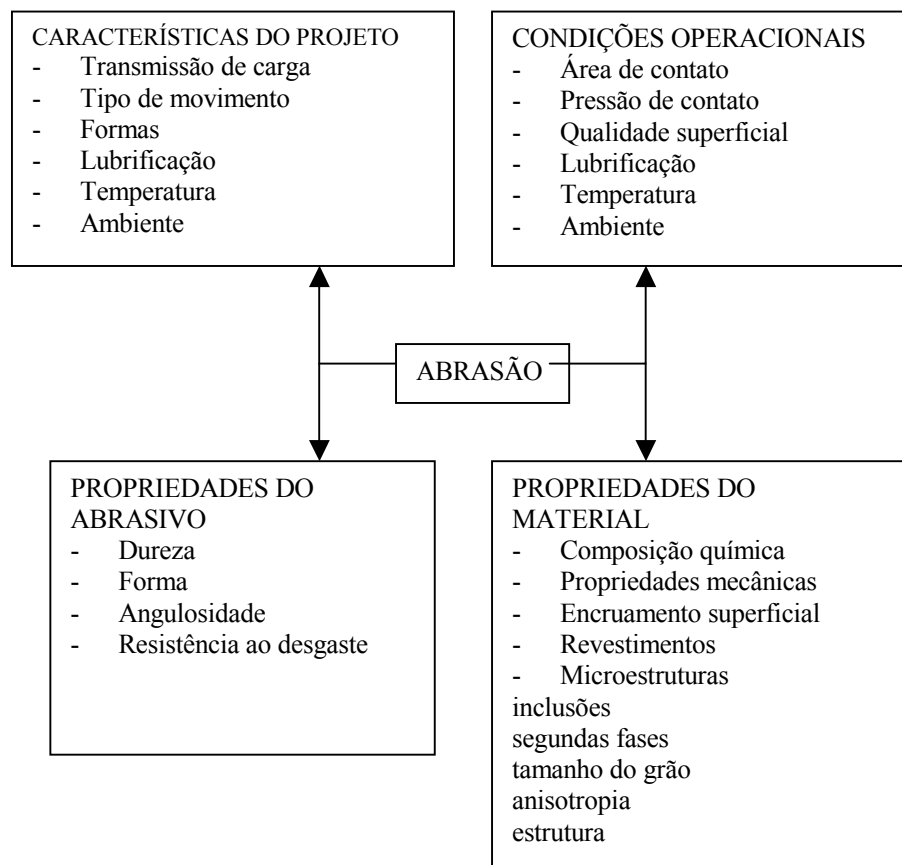 CARACTERÍSTICAS DO PROJETO
- Transmissão de carga
- Tipo de movimento
- Formas
- Lubrificação
- Temperatura
- Ambiente
CONDIÇÕES OPERACIONAIS
- Área de contato
- Pressão de contato
- Qualidade superficial
- Lubrificação
- Temperatura
- Ambiente
ABRASÃO
PROPRIEDADES DO
ABRASIVO
- Dureza
- Forma
- Angulosidade
- Resistência ao desgaste
PROPRIEDADES DO
MATERIAL
- Composição química
- Propriedades mecânicas
- Encruamento superficial
- Revestimentos
- Microestruturas
inclusões
segundas fases
tamanho do grão
anisotropia
estrutura